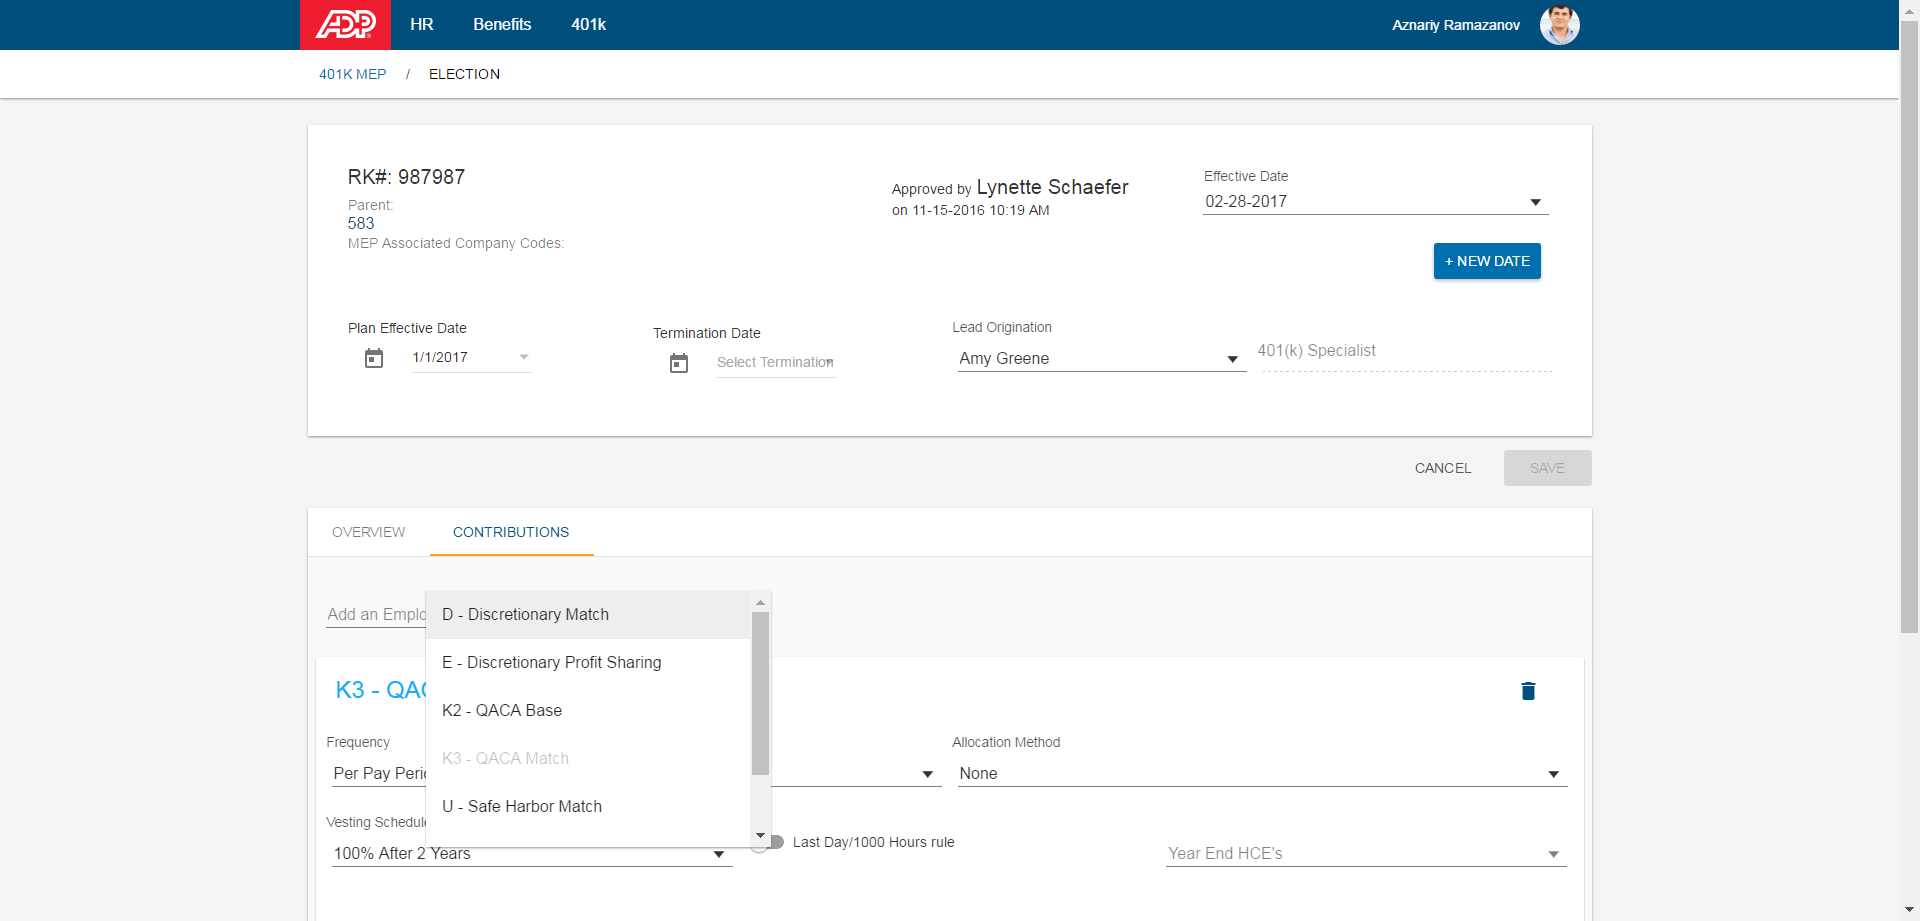 ADP HR Benefits 401k Aznariy Ramazanov
401K MEP / ELECTION
RK#: 987987
Parent:
583
MEP Associated Company Codes:
Approved by Lynette Schaefer
on 11-15-2016 10:19 AM
Effective Date
02-28-2017
+ NEW DATE
Plan Effective Date
1/1/2017
Termination Date
Select Termination
Lead Origination
Amy Greene
401(k) Specialist
CANCEL SAVE
OVERVIEW CONTRIBUTIONS
Add an Emplo
D - Discretionary Match
E - Discretionary Profit Sharing
K2 - QACA Base
K3 - QACA Match
U - Safe Harbor Match
K3 - QAC
Frequency
Per Pay Peri
Allocation Method
None
Vesting Schedule
100% After 2 Years
Last Day/1000 Hours rule
Year End HCE's